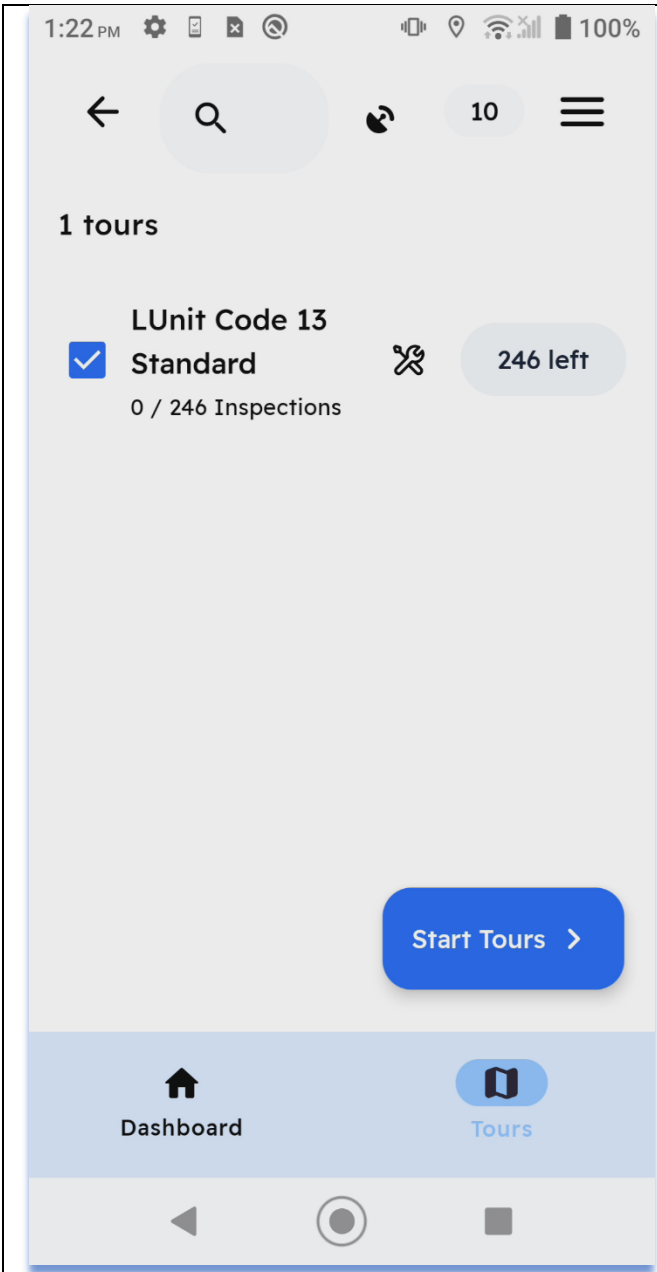 1:22 PM 100%
10
1 tours
LUnit Code 13
Standard
246 left
0 / 246 Inspections
Start Tours
Dashboard
Tours